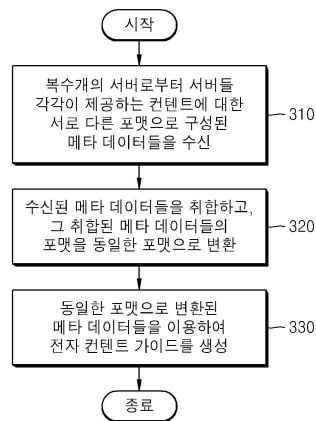 시작
복수개의 서버로부터 서버들
각각이 제공하는 컨텐트에 대한
서로 다른 포맷으로 구성된
메타 데이터들을 수신
310
수신된 메타 데이터들을 취합하고,
그 취합된 메타 데이터들의
포맷을 동일한 포맷으로 변환
320
동일한 포맷으로 변환된
메타 데이터들을 이용하여
전자 컨텐트 가이드를 생성
330
종료